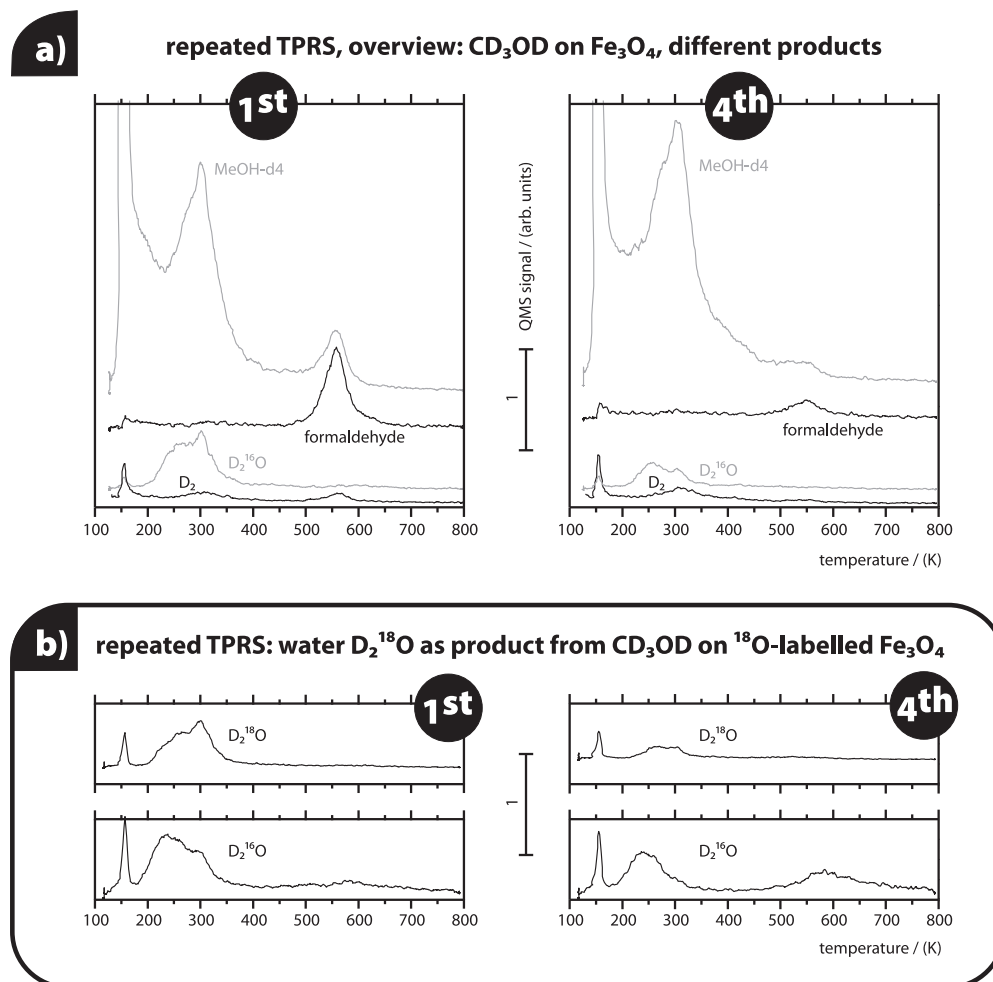 a)
repeated TPRS, overview: CD₃OD on Fe₃O₄, different products
1st
4th
MeOH-d4
MeOH-d4
QMS signal / (arb. units)
1
formaldehyde
formaldehyde
D₂¹⁶O
D₂
D₂¹⁶O
D₂
100 200 300 400 500 600 700 800
100 200 300 400 500 600 700 800
temperature / (K)
b)
repeated TPRS: water D₂¹⁸O as product from CD₃OD on ¹⁸O-labelled Fe₃O₄
1st
4th
D₂¹⁸O
D₂¹⁸O
1
D₂¹⁶O
D₂¹⁶O
100 200 300 400 500 600 700 800
100 200 300 400 500 600 700 800
temperature / (K)